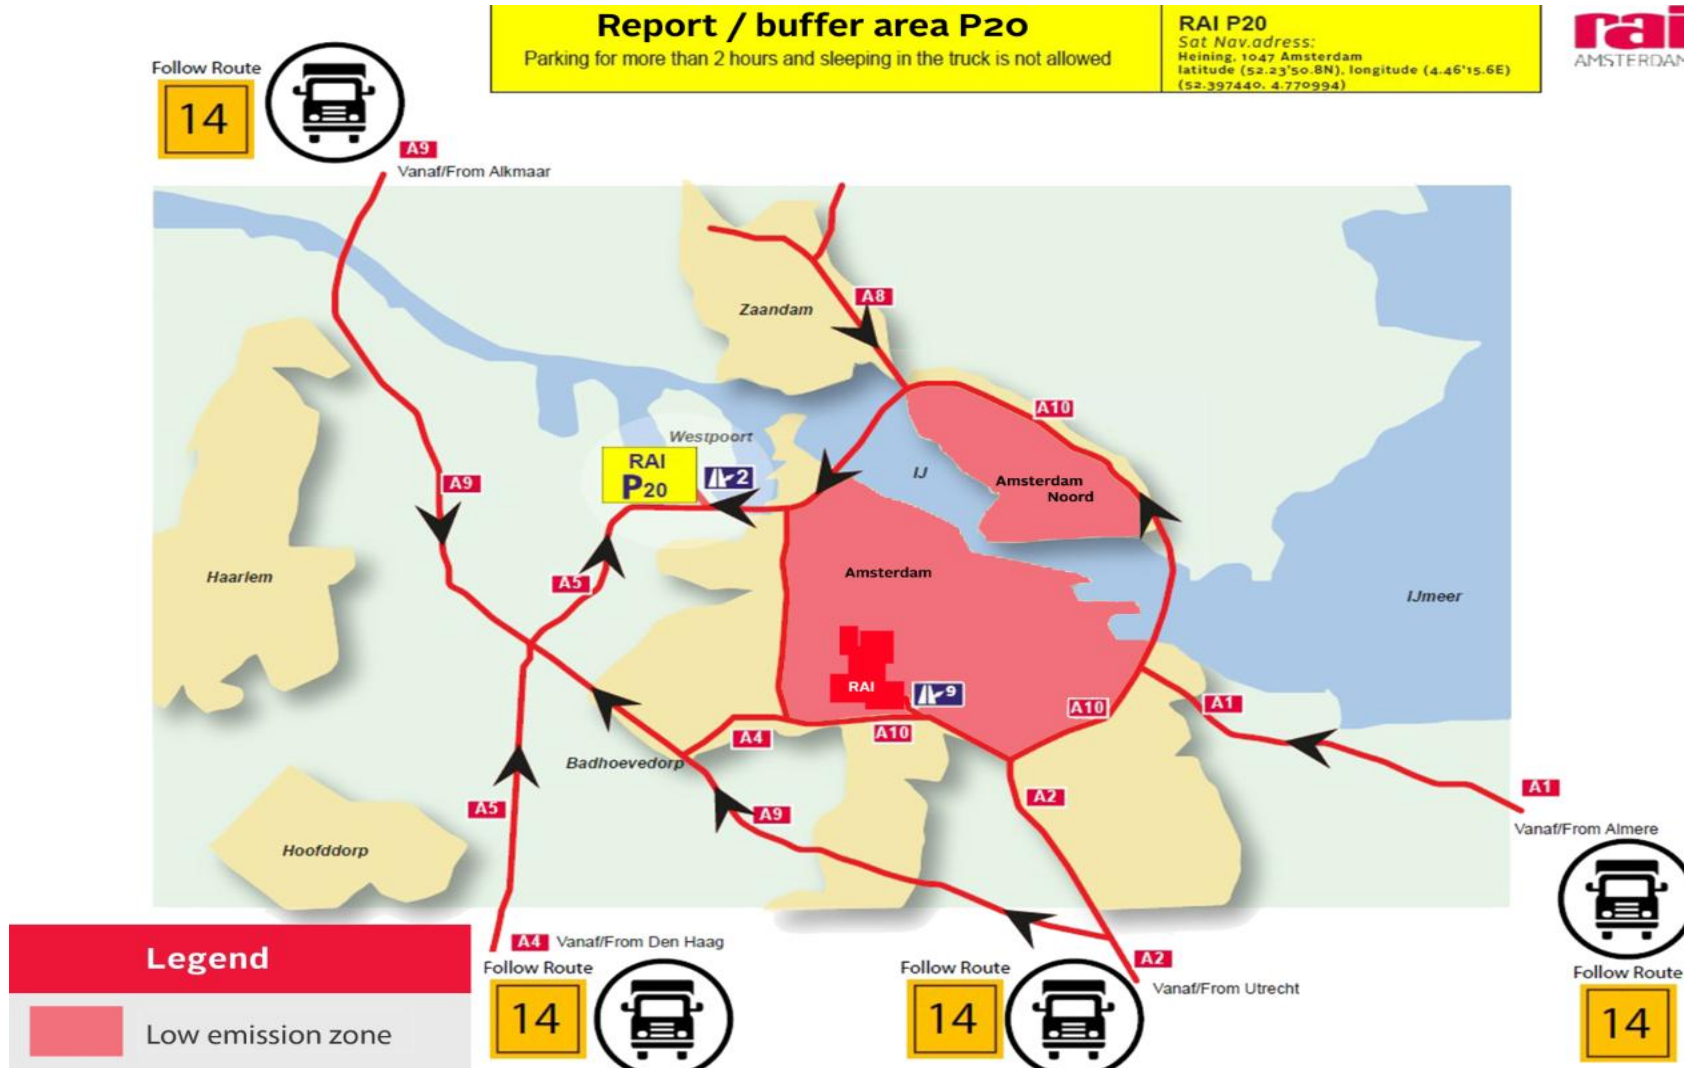 Report / buffer area P20
Parking for more than 2 hours and sleeping in the truck is not allowed
RAI P20
Sat Nav.adress:
Heining, 1047 Amsterdam
latitude (52.23'50.8N), longitude (4.46'15.6E)
(52.397440, 4.770994)
rai
AMSTERDAM
Follow Route
14
A9
Vanaf/From Alkmaar
Zaandam
A8
A10
Westpoort
RAI
P20
2
IJ
Amsterdam
Noord
A9
Haarlem
A5
Amsterdam
IJmeer
RAI
9
A10
A1
A4
A10
Badhoevedorp
A2
A1
A5
A9
Vanaf/From Almere
Hoofddorp
Follow Route
14
A4 Vanaf/From Den Haag
Follow Route
14
A2
Vanaf/From Utrecht
Follow Route
14
Legend
Low emission zone